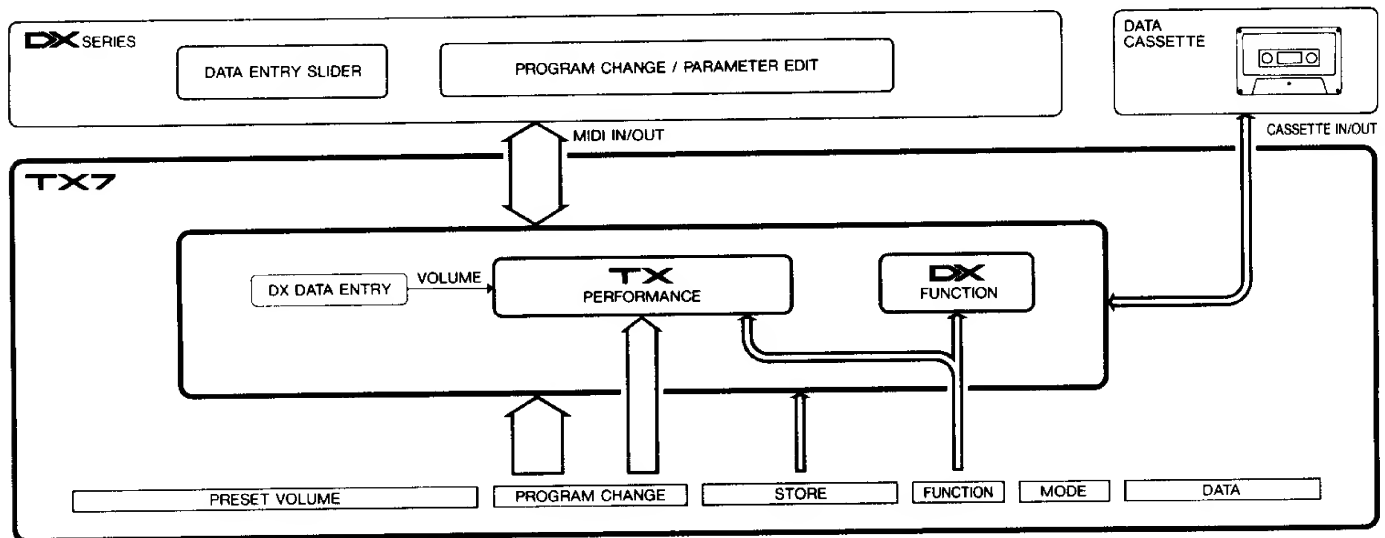 DX SERIES
DATA ENTRY SLIDER
PROGRAM CHANGE / PARAMETER EDIT
DATA
CASSETTE
MIDI IN/OUT
CASSETTE IN/OUT
TX7
DX DATA ENTRY
VOLUME
TX
PERFORMANCE
DX
FUNCTION
PRESET VOLUME
PROGRAM CHANGE
STORE
FUNCTION
MODE
DATA